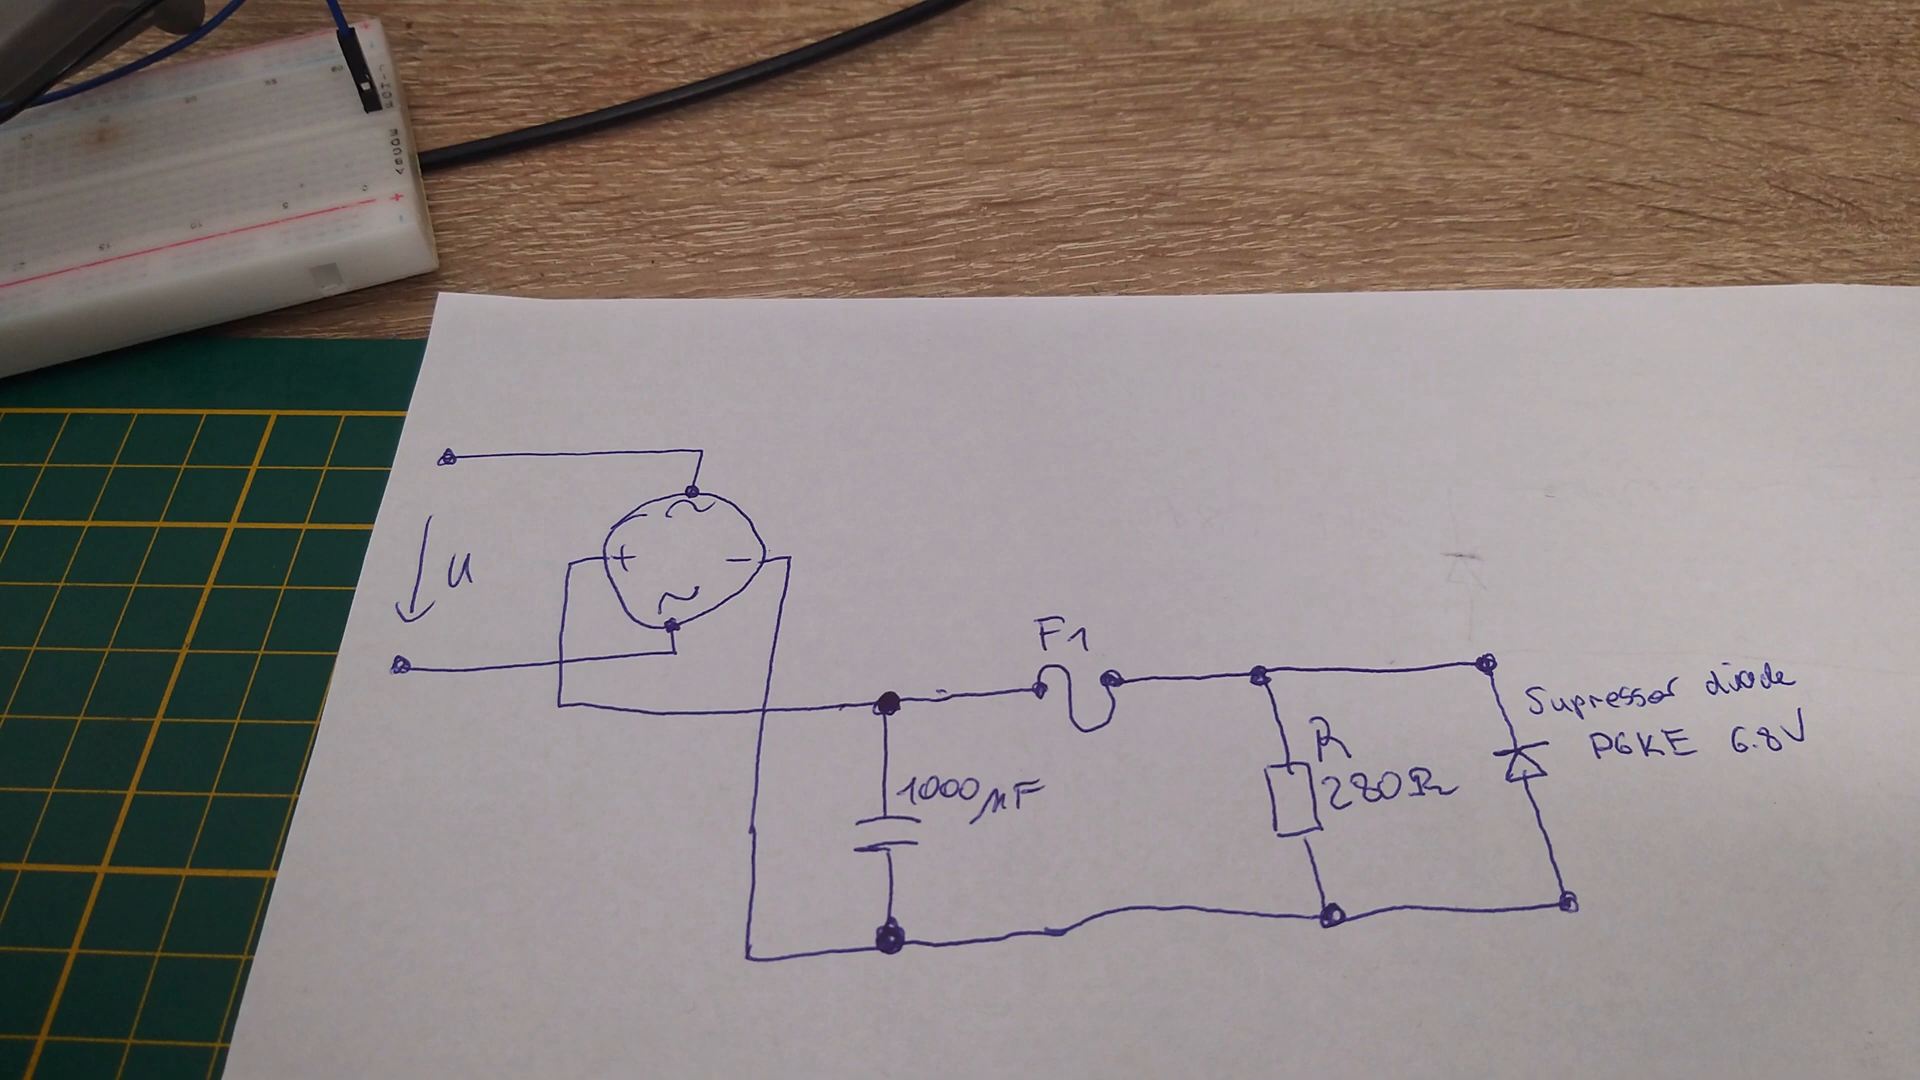 ~
+ −
~
U
F1
1000µF
R
280Ω
Supressor diode
P6KE 6.8V